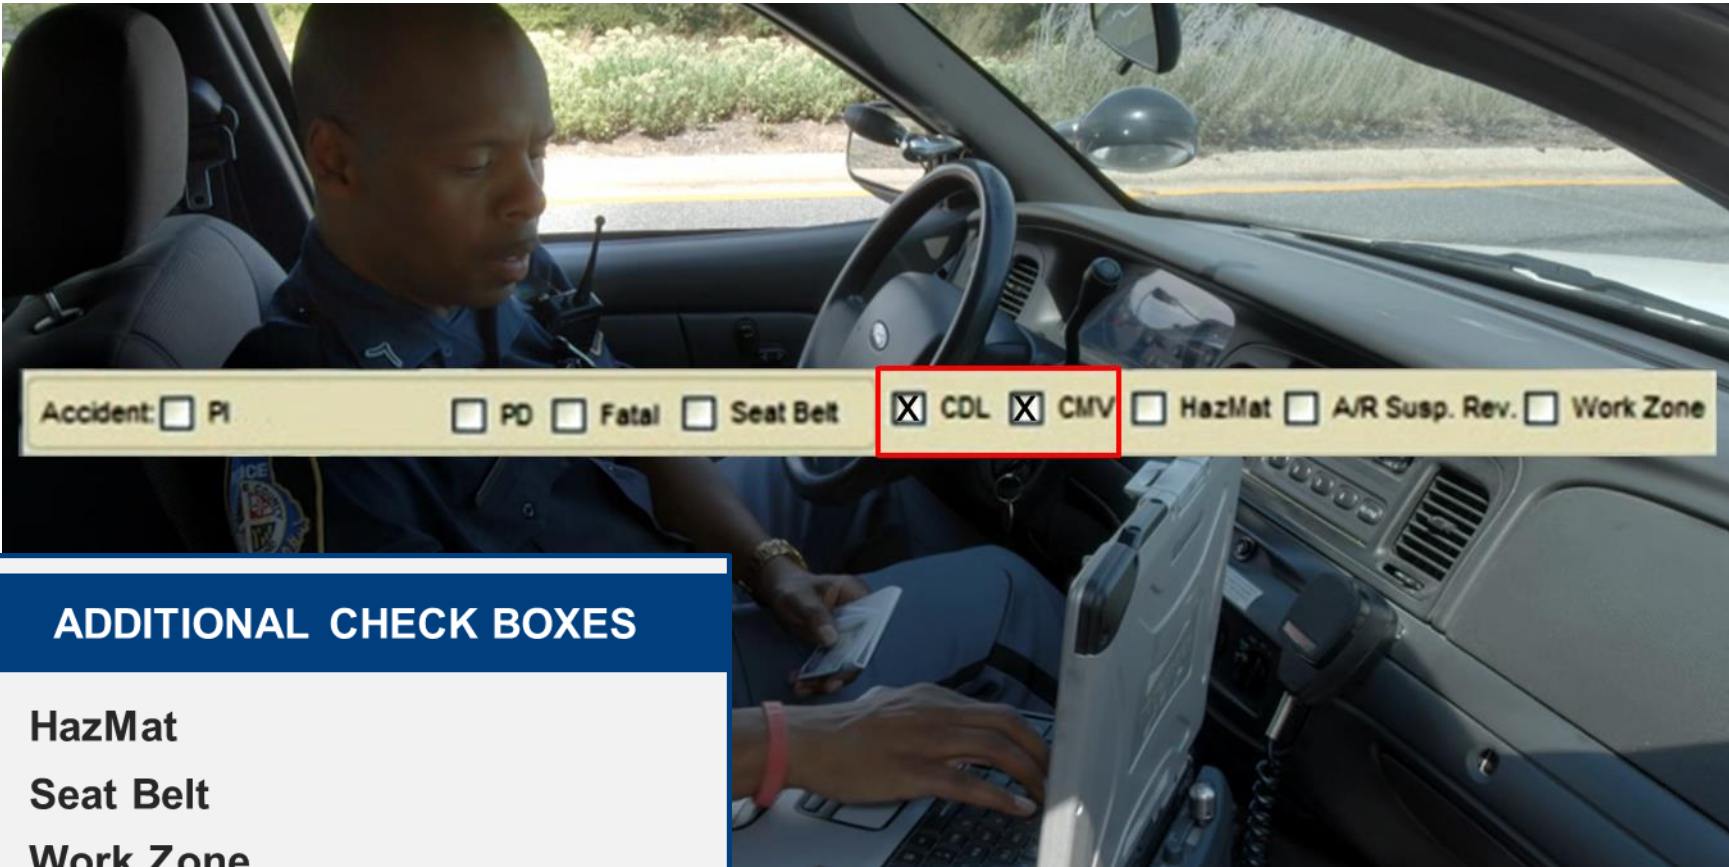 Accident: PI PD Fatal Seat Belt X CDL X CMV HazMat A/R Susp. Rev. Work Zone
ICE
ADDITIONAL CHECK BOXES
HazMat
Seat Belt
Work Zone